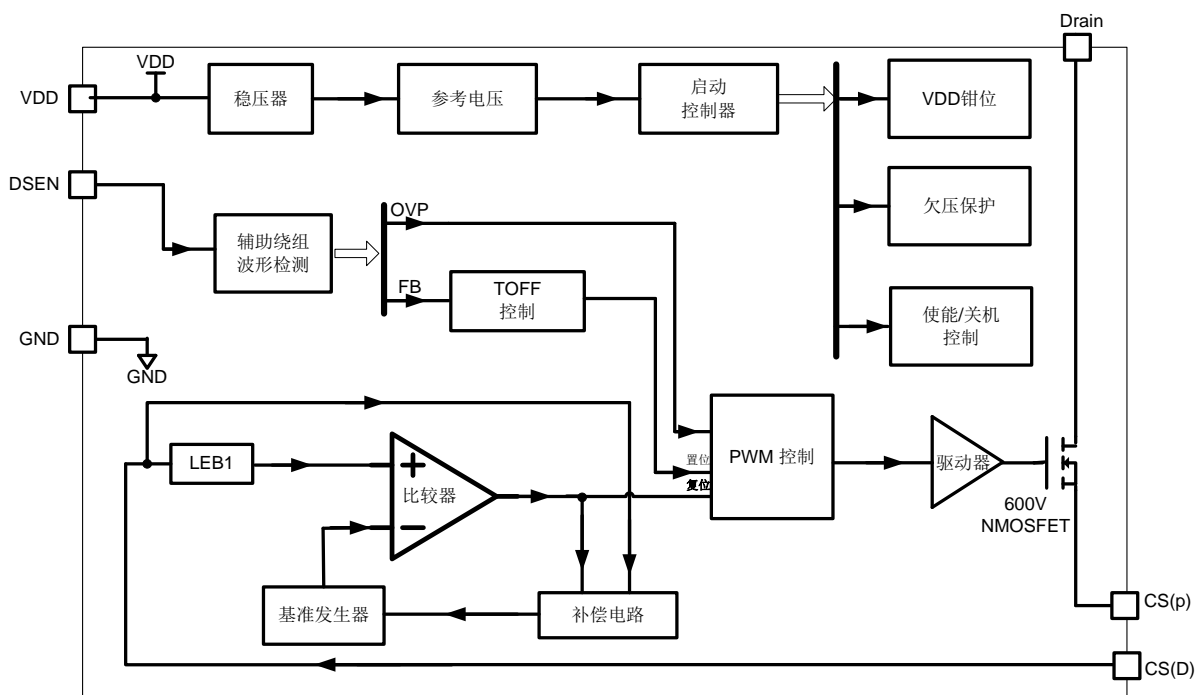 Drain
VDD
VDD
稳压器
参考电压
启动
控制器
VDD钳位
DSEN
辅助绕组
波形检测
OVP
FB
TOFF
控制
欠压保护
使能/关机
控制
GND
GND
LEB1
+
比较器
−
置位
复位
PWM 控制
驱动器
600V
NMOSFET
基准发生器
补偿电路
CS(p)
CS(D)